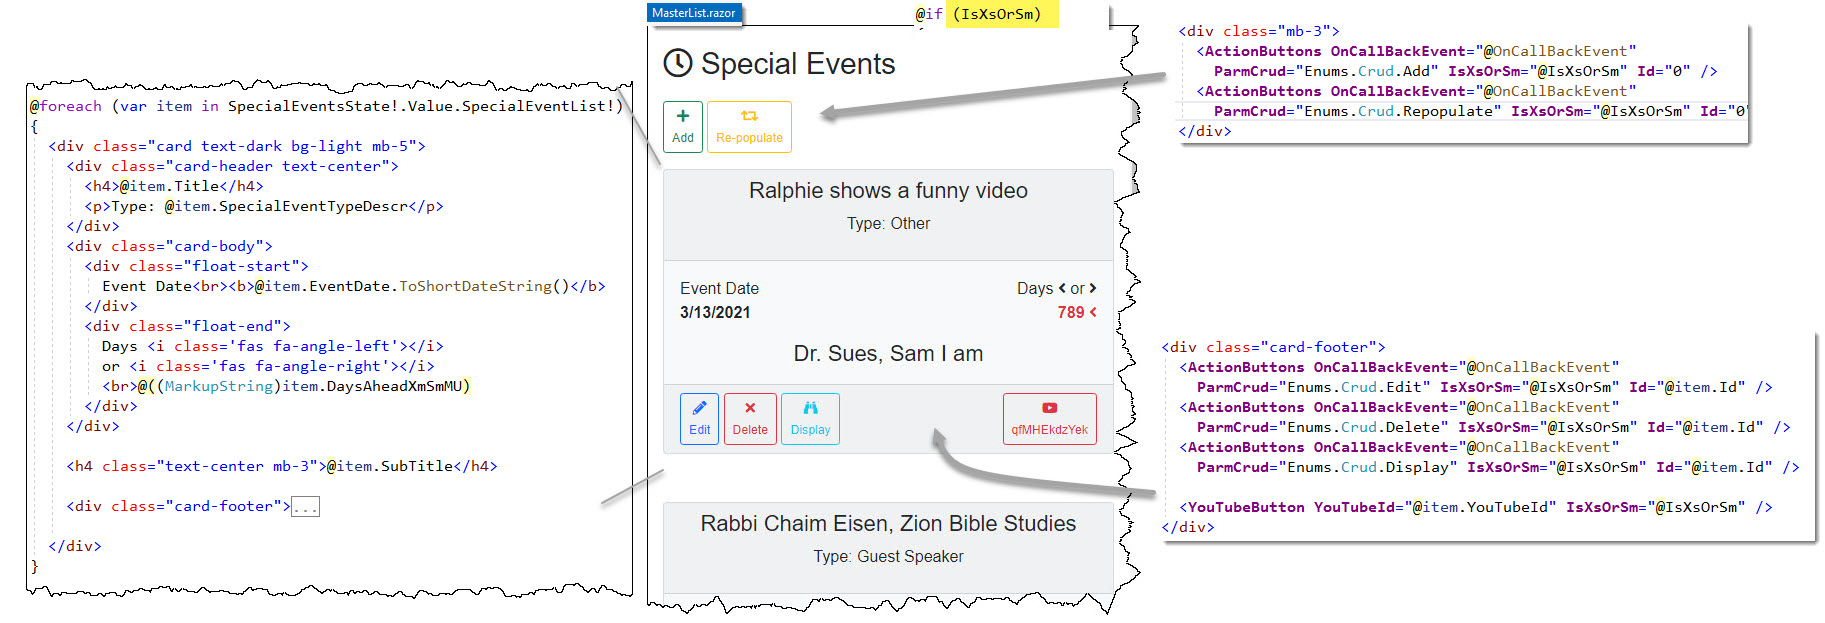 @foreach (var item in SpecialEventsState!.Value.SpecialEventList!)
{
<div class="card text-dark bg-light mb-5">
<div class="card-header text-center">
<h4>@item.Title</h4>
<p>Type: @item.SpecialEventTypeDescr</p>
</div>
<div class="card-body">
<div class="float-start">
Event Date<br><b>@item.EventDate.ToShortDateString()</b>
</div>
<div class="float-end">
Days <i class='fas fa-angle-left'></i>
or <i class='fas fa-angle-right'></i>
<br>@((MarkupString)item.DaysAheadXmSmMU)
</div>
</div>
<h4 class="text-center mb-3">@item.SubTitle</h4>
<div class="card-footer">...
</div>
}
MasterList.razor
@if (IsXsOrSm)
Special Events
Add
Re-populate
Ralphie shows a funny video
Type: Other
Event Date
3/13/2021
Days < or >
789 <
Dr. Sues, Sam I am
Edit
Delete
Display
qfMHEkdzYek
Rabbi Chaim Eisen, Zion Bible Studies
Type: Guest Speaker
<div class="mb-3">
<ActionButtons OnCallBackEvent="@OnCallBackEvent"
ParmCrud="Enums.Crud.Add" IsXsOrSm="@IsXsOrSm" Id="0" />
<ActionButtons OnCallBackEvent="@OnCallBackEvent"
ParmCrud="Enums.Crud.Repopulate" IsXsOrSm="@IsXsOrSm" Id="0"
</div>
<div class="card-footer">
<ActionButtons OnCallBackEvent="@OnCallBackEvent"
ParmCrud="Enums.Crud.Edit" IsXsOrSm="@IsXsOrSm" Id="@item.Id" />
<ActionButtons OnCallBackEvent="@OnCallBackEvent"
ParmCrud="Enums.Crud.Delete" IsXsOrSm="@IsXsOrSm" Id="@item.Id" />
<ActionButtons OnCallBackEvent="@OnCallBackEvent"
ParmCrud="Enums.Crud.Display" IsXsOrSm="@IsXsOrSm" Id="@item.Id" />
<YouTubeButton YouTubeId="@item.YouTubeId" IsXsOrSm="@IsXsOrSm" />
</div>